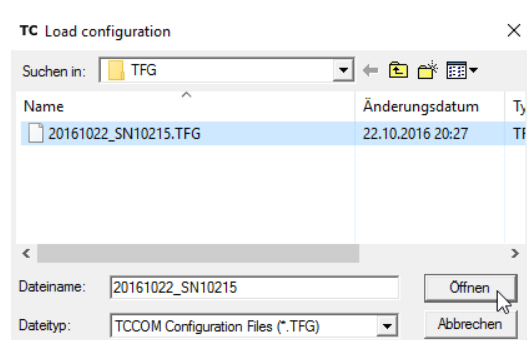 TC Load configuration
Suchen in: TFG
Name Änderungsdatum Ty
20161022_SN10215.TFG 22.10.2016 20:27 TF
Dateiname: 20161022_SN10215 Öffnen
Dateityp: TCCOM Configuration Files (*.TFG) Abbrechen